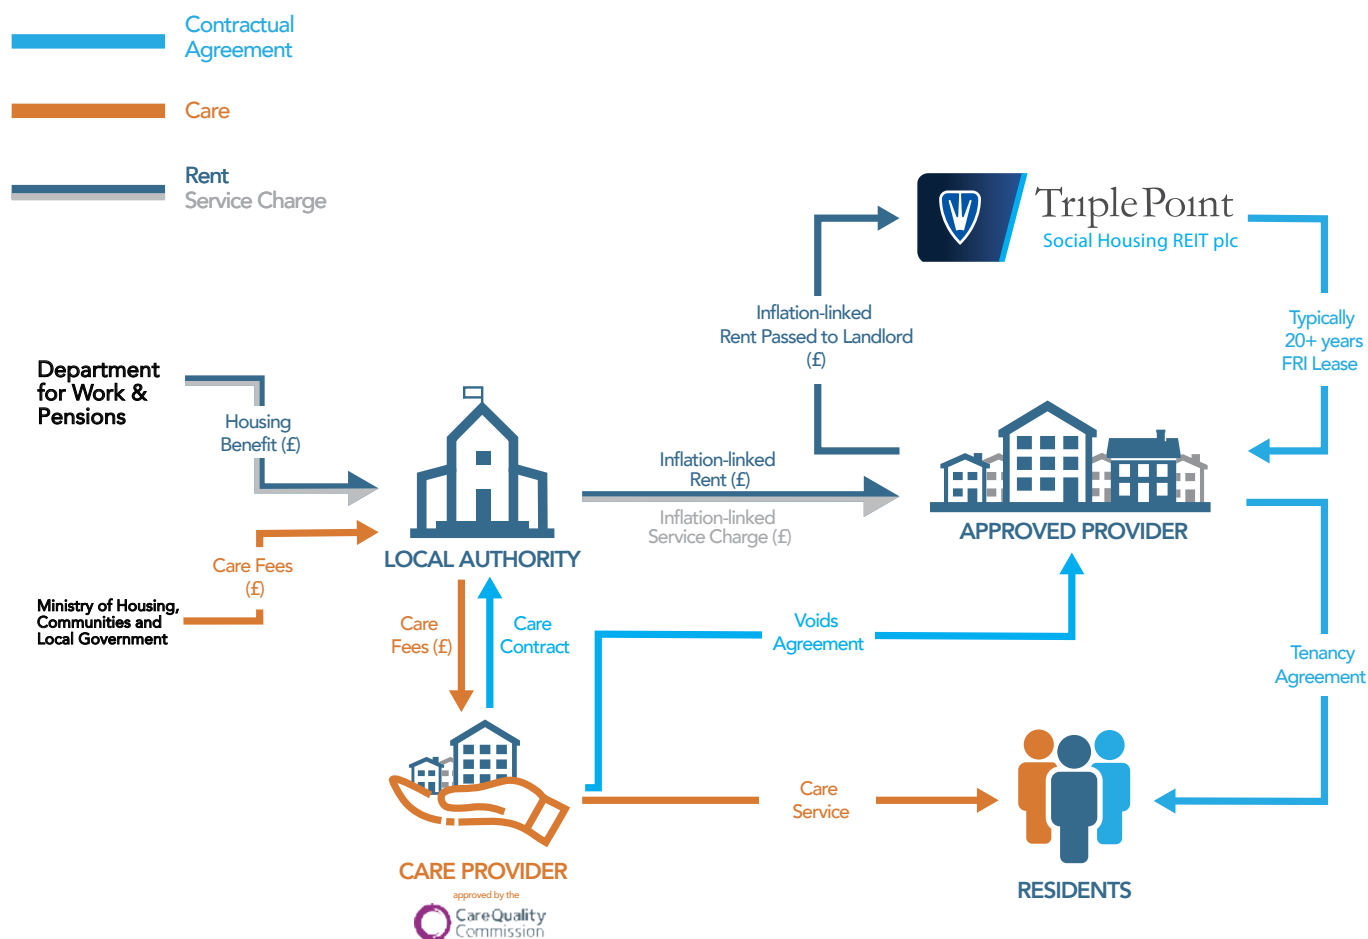 Contractual
Agreement
Care
Rent
Service Charge
Triple Point
Social Housing REIT plc
Inflation-linked
Rent Passed to Landlord
(£)
Typically
20+ years
FRI Lease
Department
for Work &
Pensions
Housing
Benefit (£)
Inflation-linked
Rent (£)
Inflation-linked
Service Charge (£)
APPROVED PROVIDER
LOCAL AUTHORITY
Care Fees
(£)
Ministry of Housing,
Communities and
Local Government
Care
Fees (£)
Care
Contract
Voids
Agreement
Tenancy
Agreement
Care
Service
CARE PROVIDER
approved by the
CareQuality
Commission
RESIDENTS